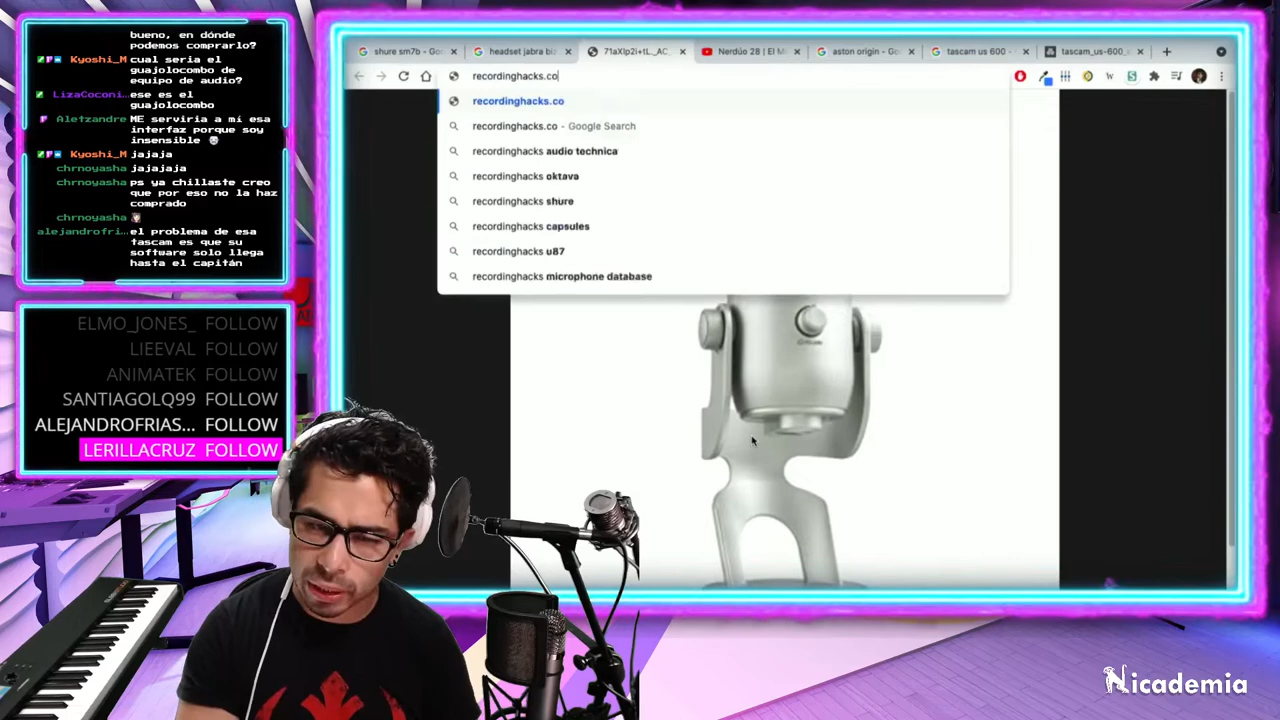 bueno, en dónde
podemos comprarlo?
Kyoshi_M cual seria el
guajolocombo de
equipo de audio?
LizaCoconi… ese es el
guajolocombo
Aletzandre ME serviria a mí esa
interfaz porque soy
insensible
Kyoshi_M jajaja
chrnoyasha jajajaja
chrnoyasha ps ya chillaste creo
que por eso no la haz
comprado
chrnoyasha
alejandrofri… el problema de esa
tascam es que su
software solo llega
hasta el capitán
ELMO_JONES_ FOLLOW
LIEEVAL FOLLOW
ANIMATEK FOLLOW
SANTIAGOLQ99 FOLLOW
ALEJANDROFRIAS... FOLLOW
LERILLACRUZ FOLLOW
shure sm7b - Goo
headset jabra biz
71aXlp2i+tL._AC_
Nerdúo 28 | El M
aston origin - Goo
tascam us 600 - G
tascam_us-600_
recordinghacks.co
recordinghacks.co
recordinghacks.co - Google Search
recordinghacks audio technica
recordinghacks oktava
recordinghacks shure
recordinghacks capsules
recordinghacks u87
recordinghacks microphone database
Nicademia